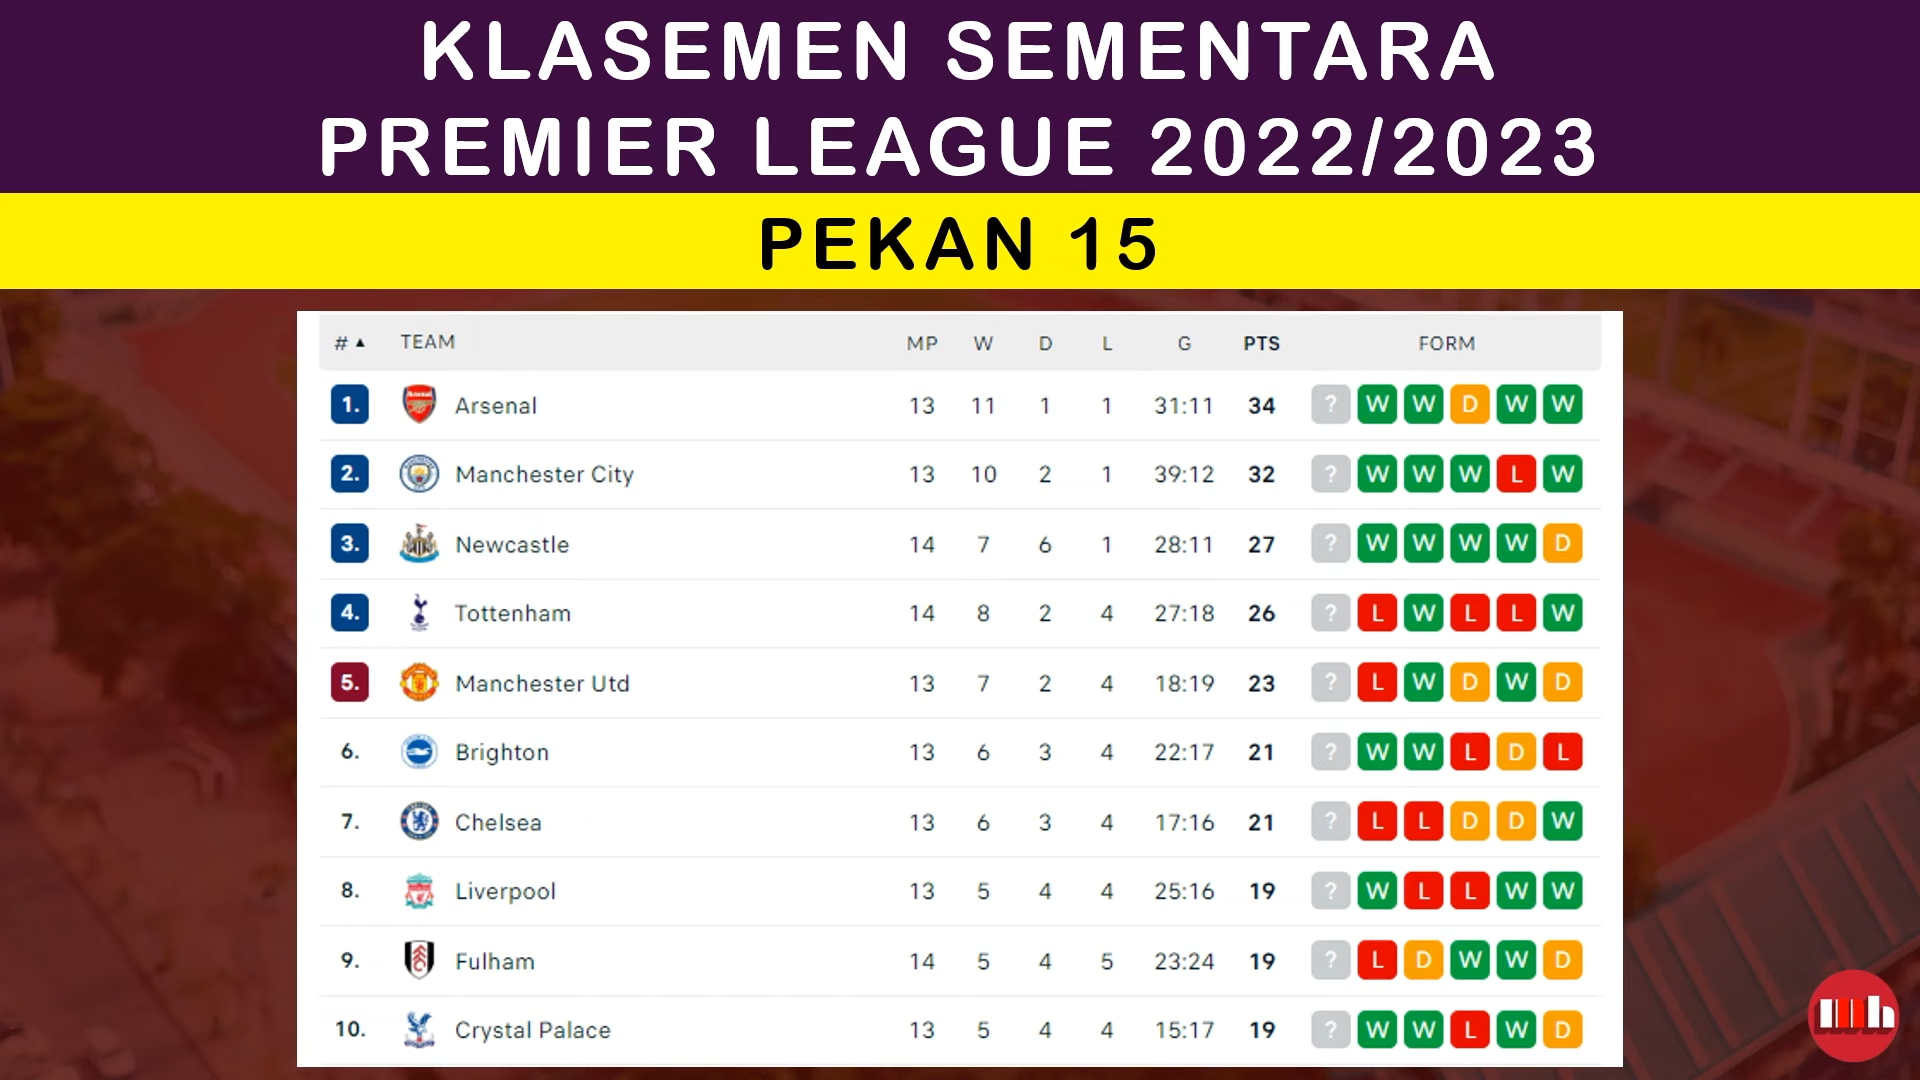 KLASEMEN SEMENTARA
PREMIER LEAGUE 2022/2023
PEKAN 15
# ▲ TEAM MP W D L G PTS FORM
1. Arsenal 13 11 1 1 31:11 34 ? W W D W W
2. Manchester City 13 10 2 1 39:12 32 ? W W W L W
3. Newcastle 14 7 6 1 28:11 27 ? W W W W D
4. Tottenham 14 8 2 4 27:18 26 ? L W L L W
5. Manchester Utd 13 7 2 4 18:19 23 ? L W D W D
6. Brighton 13 6 3 4 22:17 21 ? W W L D L
7. Chelsea 13 6 3 4 17:16 21 ? L L D D W
8. Liverpool 13 5 4 4 25:16 19 ? W L L W W
9. Fulham 14 5 4 5 23:24 19 ? L D W W D
10. Crystal Palace 13 5 4 4 15:17 19 ? W W L W D